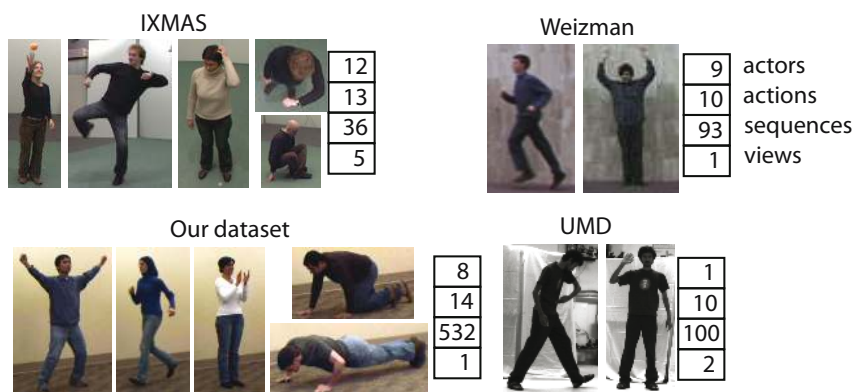 IXMAS
12
13
36
5
Weizman
9 actors
10 actions
93 sequences
1 views
Our dataset
8
14
532
1
UMD
1
10
100
2